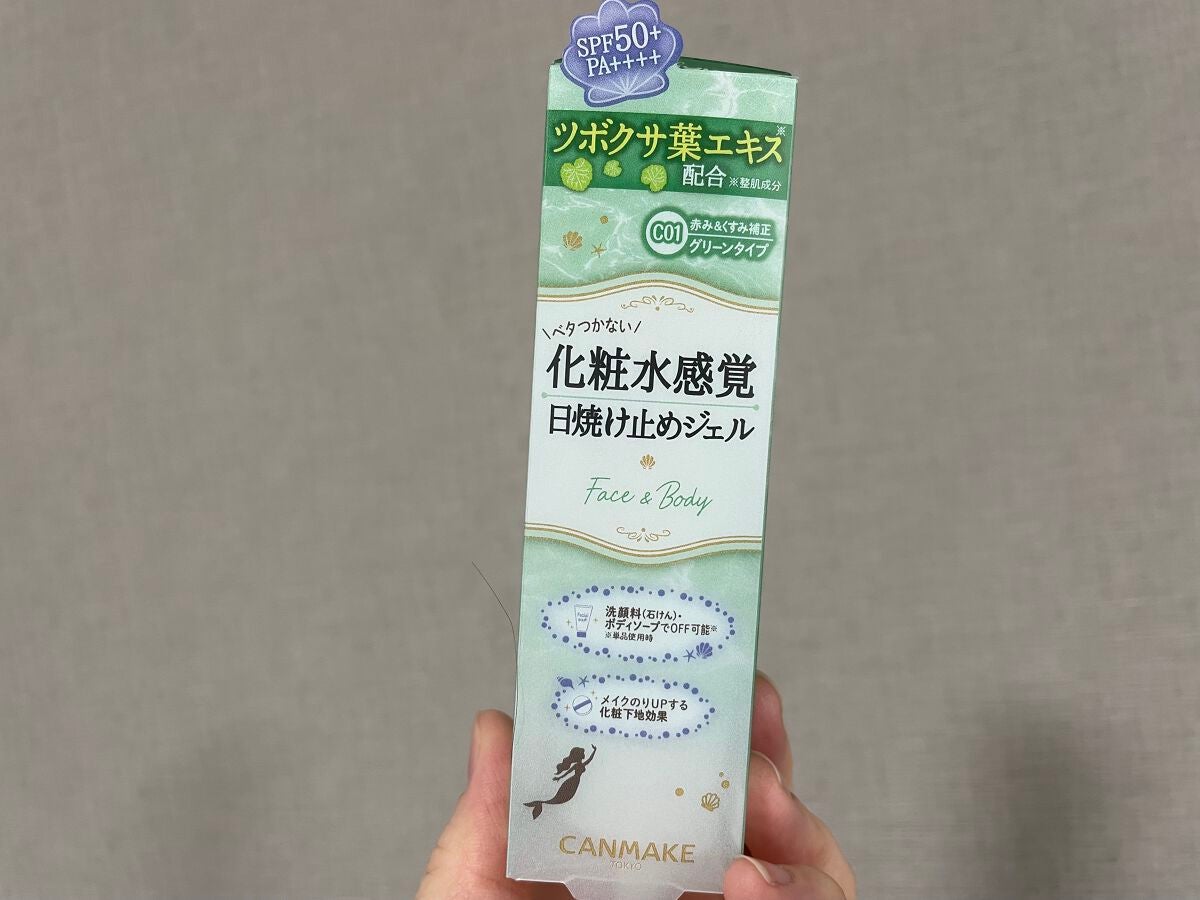 SPF50+
PA++++
ツボクサ葉エキス※
配合 ※整肌成分
C01
赤み&くすみ補正
グリーンタイプ
\ベタつかない/
化粧水感覚
日焼け止めジェル
Face & Body
洗顔料(石けん)・
ボディソープでOFF可能※
※単品使用時
メイクのりUPする
化粧下地効果
CANMAKE
TOKYO